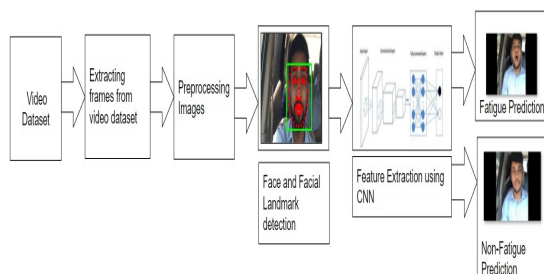 Video
Dataset
Extracting
frames from
video dataset
Preprocessing
Images
Face and Facial
Landmark
detection
Feature Extraction using
CNN
Fatigue Prediction
Non-Fatigue
Prediction